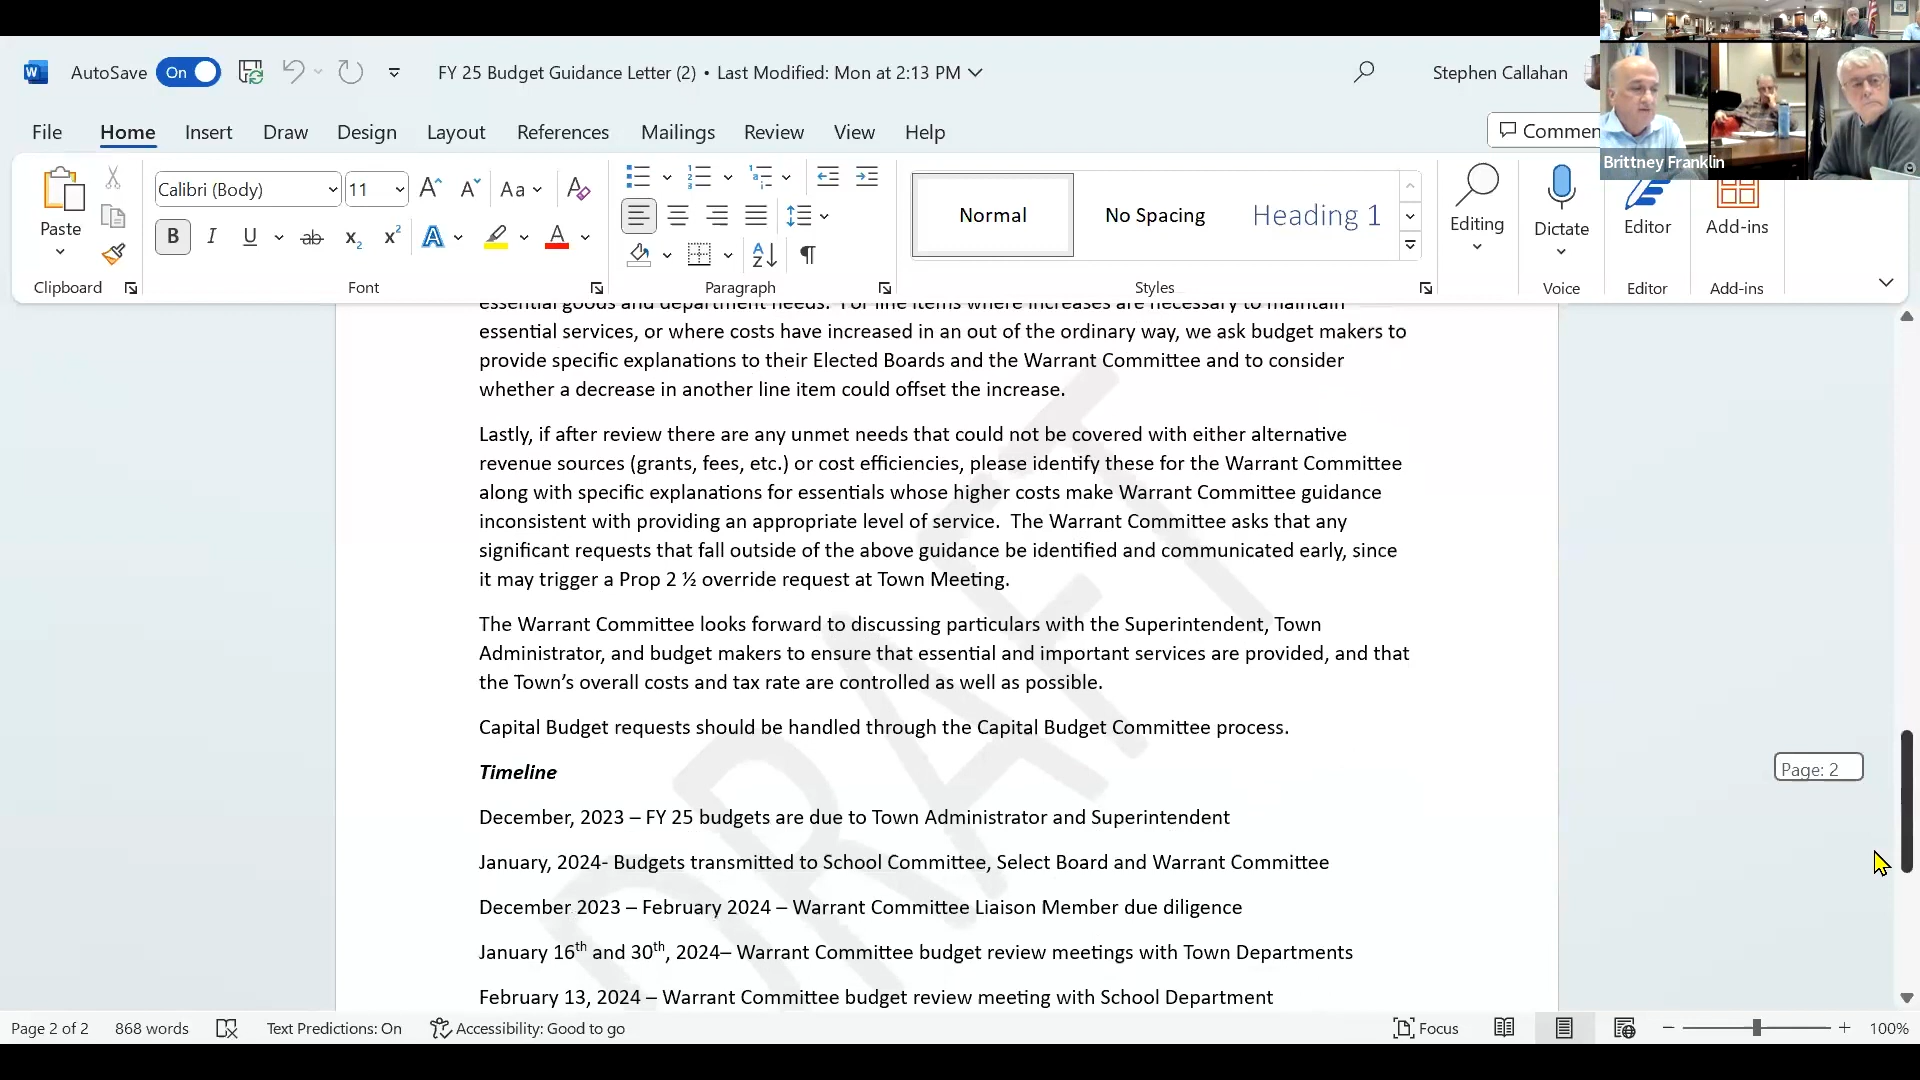 AutoSave On FY 25 Budget Guidance Letter (2) • Last Modified: Mon at 2:13 PM Stephen Callahan
File Home Insert Draw Design Layout References Mailings Review View Help Commen
Brittney Franklin
Calibri (Body) 11 Normal No Spacing Heading 1
Paste Editing Dictate Editor Add-ins
Clipboard Font Paragraph Styles Voice Editor Add-ins
essential goods and department needs. For line items where increases are necessary to maintain
essential services, or where costs have increased in an out of the ordinary way, we ask budget makers to
provide specific explanations to their Elected Boards and the Warrant Committee and to consider
whether a decrease in another line item could offset the increase.
Lastly, if after review there are any unmet needs that could not be covered with either alternative
revenue sources (grants, fees, etc.) or cost efficiencies, please identify these for the Warrant Committee
along with specific explanations for essentials whose higher costs make Warrant Committee guidance
inconsistent with providing an appropriate level of service. The Warrant Committee asks that any
significant requests that fall outside of the above guidance be identified and communicated early, since
it may trigger a Prop 2 ½ override request at Town Meeting.
The Warrant Committee looks forward to discussing particulars with the Superintendent, Town
Administrator, and budget makers to ensure that essential and important services are provided, and that
the Town’s overall costs and tax rate are controlled as well as possible.
Capital Budget requests should be handled through the Capital Budget Committee process.
Timeline
Page: 2
December, 2023 – FY 25 budgets are due to Town Administrator and Superintendent
January, 2024- Budgets transmitted to School Committee, Select Board and Warrant Committee
December 2023 – February 2024 – Warrant Committee Liaison Member due diligence
January 16th and 30th, 2024– Warrant Committee budget review meetings with Town Departments
February 13, 2024 – Warrant Committee budget review meeting with School Department
DRAFT
Page 2 of 2 868 words Text Predictions: On Accessibility: Good to go Focus 100%